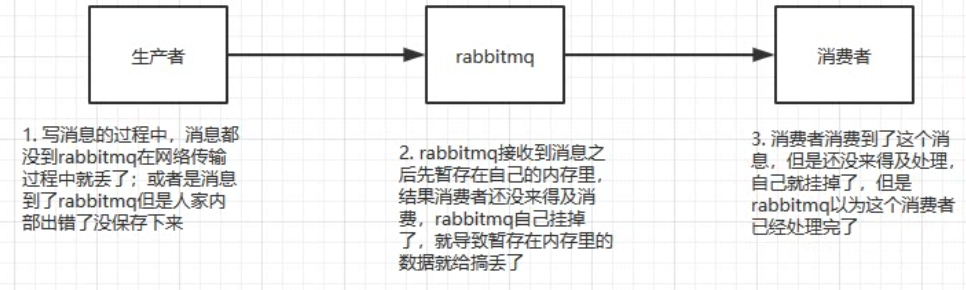 生产者
rabbitmq
消费者
1. 写消息的过程中，消息都
没到rabbitmq在网络传输
过程中就丢了；或者是消息
到了rabbitmq但是人家内
部出错了没保存下来
2. rabbitmq接收到消息之
后先暂存在自己的内存里，
结果消费者还没来得及消
费，rabbitmq自己挂掉
了，就导致暂存在内存里的
数据就给搞丢了
3. 消费者消费到了这个消
息，但是还没来得及处理，
自己就挂掉了，但是
rabbitmq以为这个消费者
已经处理完了